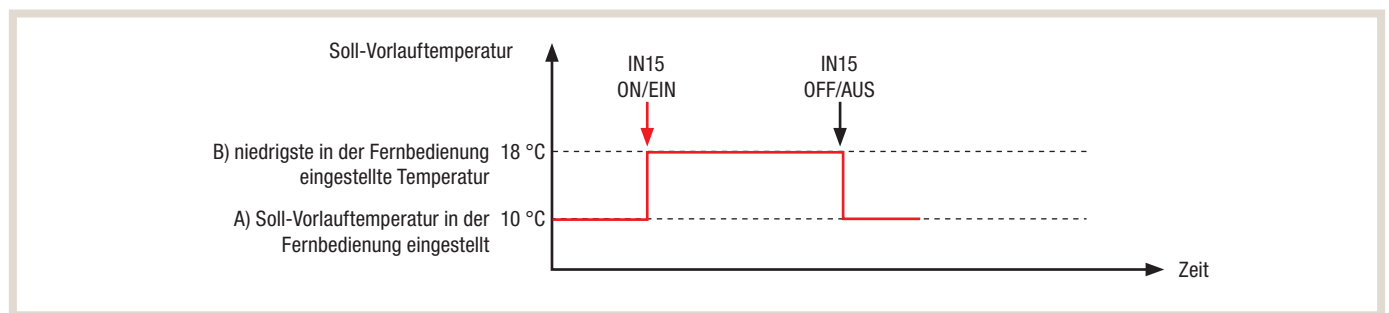 Soll-Vorlauftemperatur
IN15
ON/EIN
IN15
OFF/AUS
B) niedrigste in der Fernbedienung
eingestellte Temperatur
18 °C
A) Soll-Vorlauftemperatur in der
Fernbedienung eingestellt
10 °C
Zeit